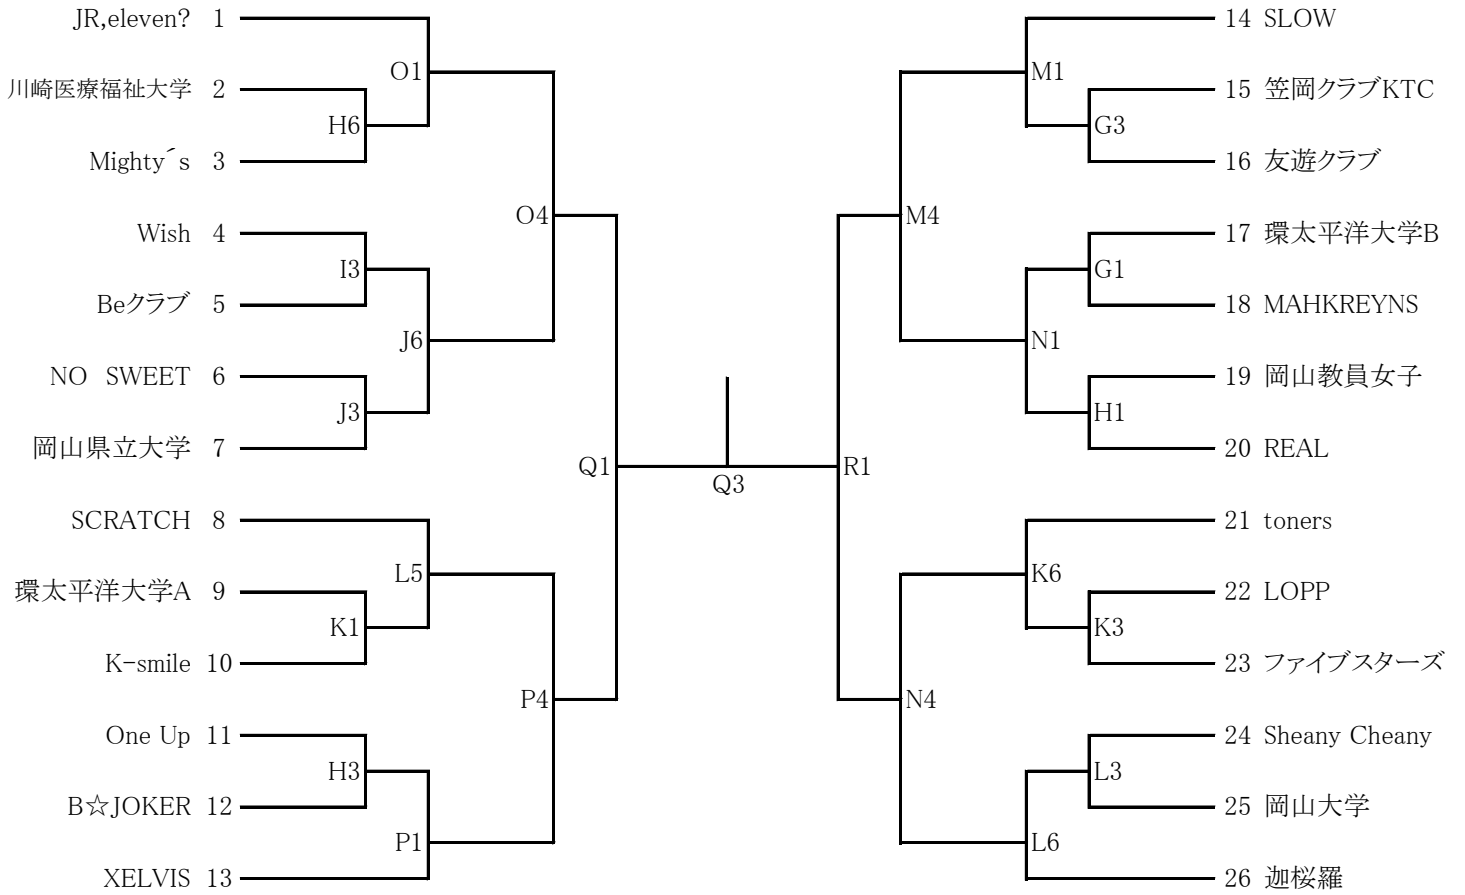 JR,eleven? 1
O1
川崎医療福祉大学 2
H6
Mighty´s 3
O4
Wish 4
I3
Beクラブ 5
J6
NO SWEET 6
J3
岡山県立大学 7
Q1
SCRATCH 8
L5
環太平洋大学A 9
K1
K-smile 10
P4
One Up 11
H3
B☆JOKER 12
P1
XELVIS 13
Q3
14 SLOW
M1
15 笠岡クラブKTC
G3
16 友遊クラブ
M4
17 環太平洋大学B
G1
18 MAHKREYNS
N1
19 岡山教員女子
H1
20 REAL
R1
21 toners
K6
22 LOPP
K3
23 ファイブスターズ
N4
24 Sheany Cheany
L3
25 岡山大学
L6
26 迦桜羅